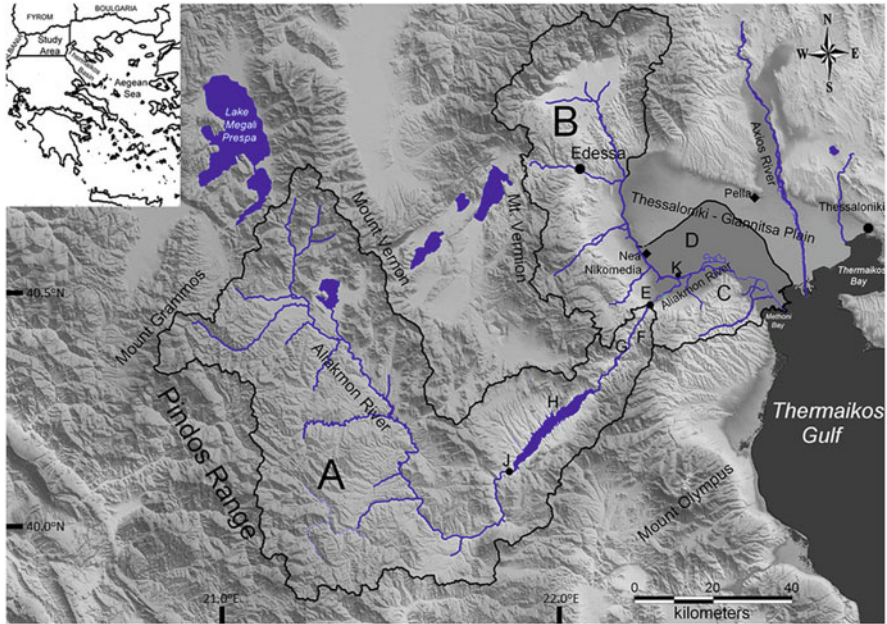 FYROM
BOULGARIA
ALBANIA
Study
Area
Thermaikos
Aegean
Sea
Lake
Megali
Prespa
N
W E
S
B
Edessa
Axios River
Pella
Thessaloniki - Giannitsa Plain
Thessaloniki
Mount Vernon
Mt. Vermion
D
Nea
Nikomedia
K
Aliakmon River
Thermaikos
Bay
E
C
Methoni
Bay
40.5°N
Mount Grammos
G
F
Aliakmon River
H
Thermaikos
Gulf
Pindos Range
A
J
Mount Olympus
40.0°N
21.0°E
22.0°E
0 20 40
kilometers